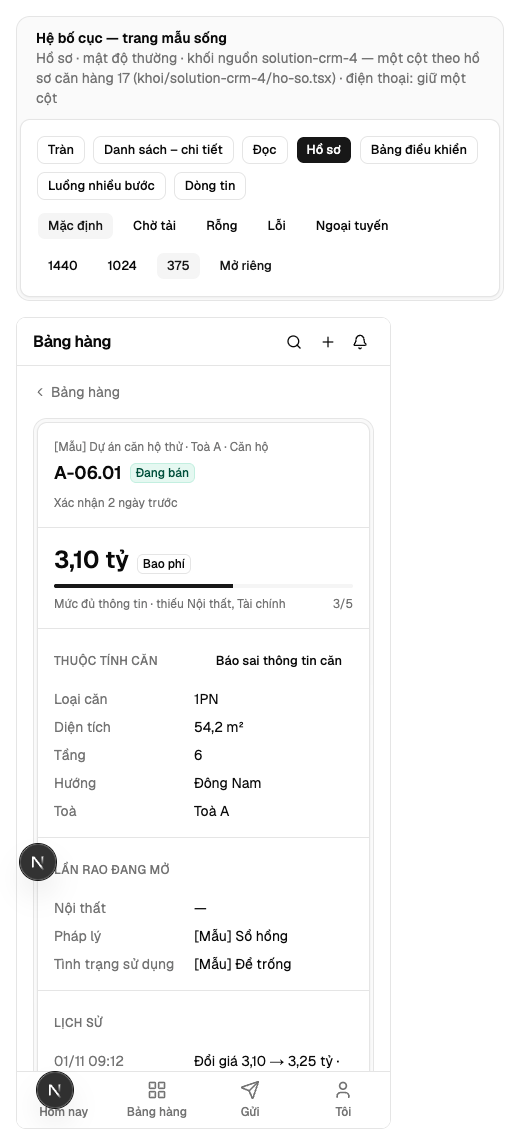 Hệ bố cục — trang mẫu sống
Hồ sơ · mật độ thường · khối nguồn solution-crm-4 — một cột theo hồ
sơ căn hàng 17 (khoi/solution-crm-4/ho-so.tsx) · điện thoại: giữ một
cột
Tràn
Danh sách – chi tiết
Đọc
Hồ sơ
Bảng điều khiển
Luồng nhiều bước
Dòng tin
Mặc định
Chờ tải
Rỗng
Lỗi
Ngoại tuyến
1440
1024
375
Mở riêng
Bảng hàng
Bảng hàng
[Mẫu] Dự án căn hộ thử · Toà A · Căn hộ
A-06.01 Đang bán
Xác nhận 2 ngày trước
3,10 tỷ Bao phí
Mức đủ thông tin · thiếu Nội thất, Tài chính 3/5
THUỘC TÍNH CĂN Báo sai thông tin căn
Loại căn 1PN
Diện tích 54,2 m²
Tầng 6
Hướng Đông Nam
Toà Toà A
N
LẦN RAO ĐANG MỞ
Nội thất —
Pháp lý [Mẫu] Sổ hồng
Tình trạng sử dụng [Mẫu] Để trống
LỊCH SỬ
01/11 09:12 Đổi giá 3,10 → 3,25 tỷ ·
N
Hôm nay
Bảng hàng
Gửi
Tôi